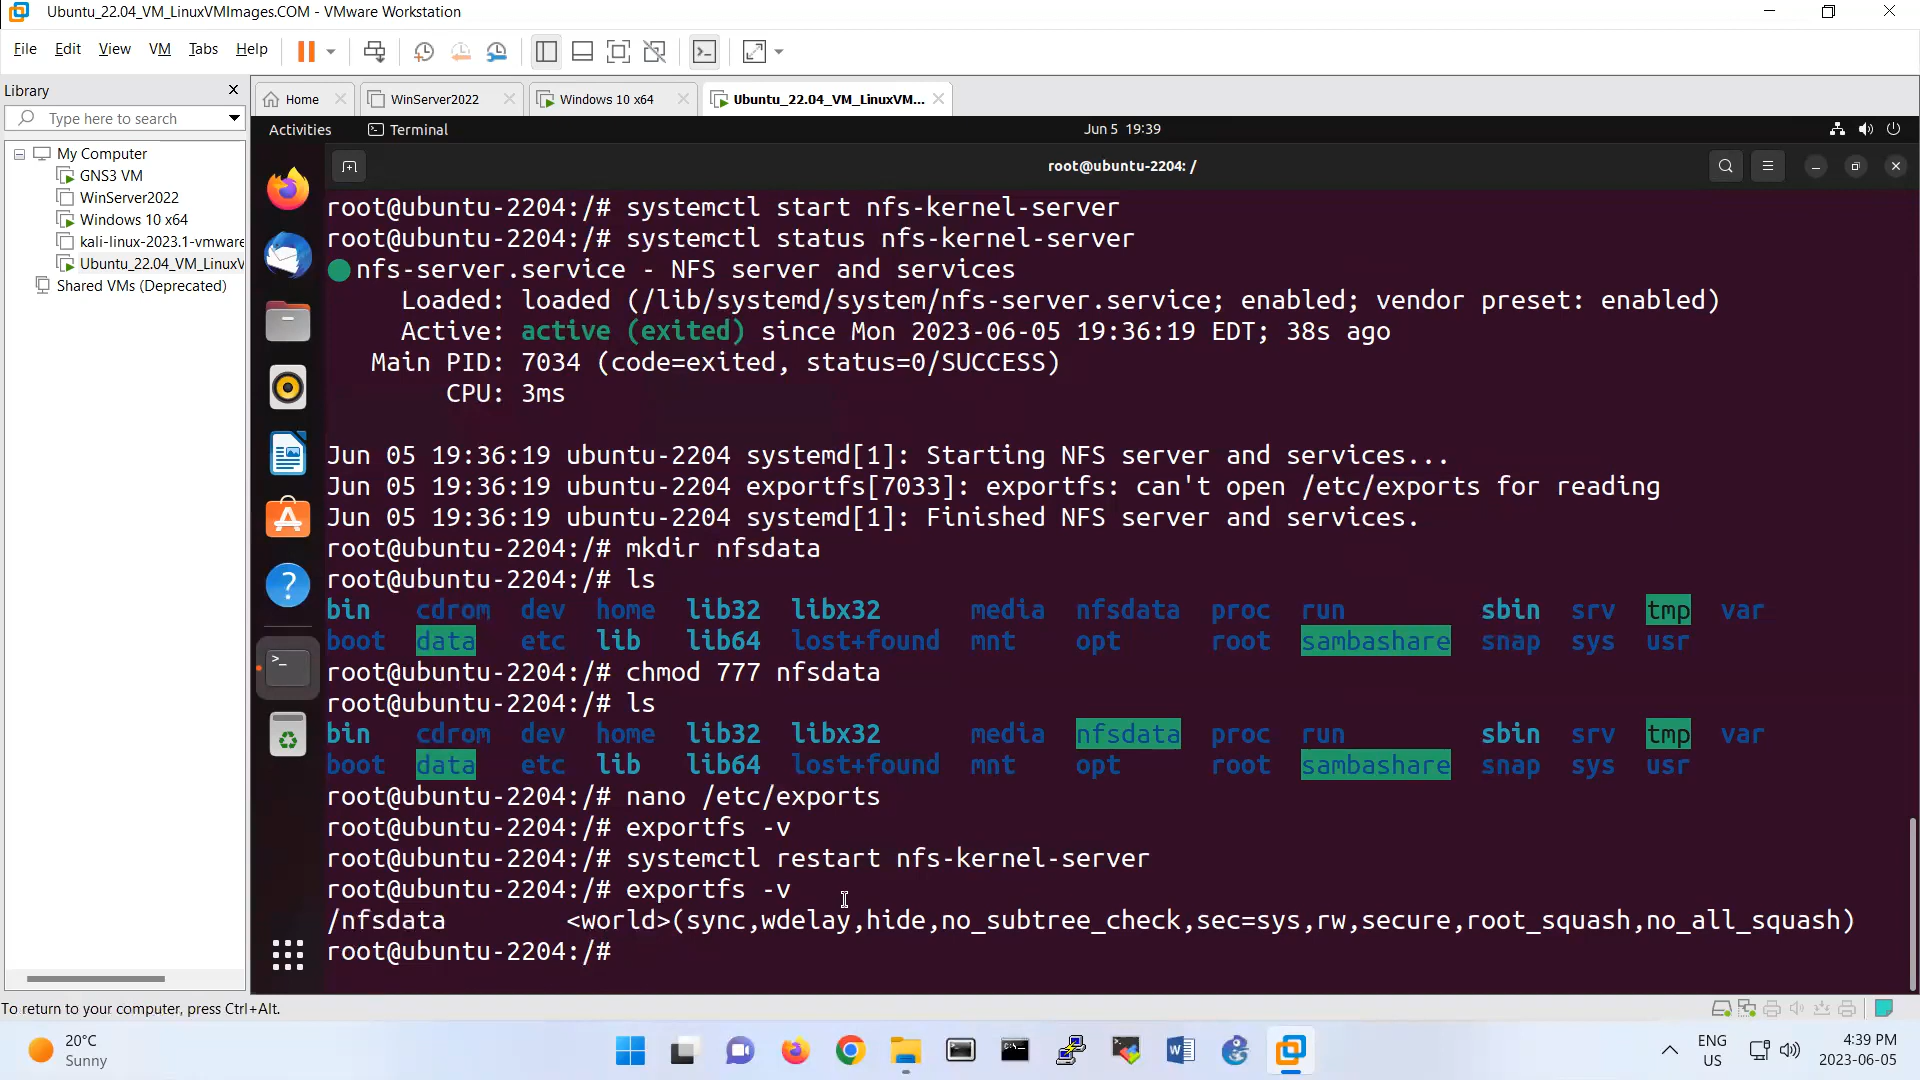 Ubuntu_22.04_VM_LinuxVMImages.COM - VMware Workstation
File Edit View VM Tabs Help
Library
Type here to search
My Computer
GNS3 VM
WinServer2022
Windows 10 x64
kali-linux-2023.1-vmware
Ubuntu_22.04_VM_LinuxV
Shared VMs (Deprecated)
Home WinServer2022 Windows 10 x64 Ubuntu_22.04_VM_LinuxVM...
Activities Terminal Jun 5 19:39
root@ubuntu-2204: /
root@ubuntu-2204:/# systemctl start nfs-kernel-server
root@ubuntu-2204:/# systemctl status nfs-kernel-server
nfs-server.service - NFS server and services
Loaded: loaded (/lib/systemd/system/nfs-server.service; enabled; vendor preset: enabled)
Active: active (exited) since Mon 2023-06-05 19:36:19 EDT; 38s ago
Main PID: 7034 (code=exited, status=0/SUCCESS)
CPU: 3ms
Jun 05 19:36:19 ubuntu-2204 systemd[1]: Starting NFS server and services...
Jun 05 19:36:19 ubuntu-2204 exportfs[7033]: exportfs: can't open /etc/exports for reading
Jun 05 19:36:19 ubuntu-2204 systemd[1]: Finished NFS server and services.
root@ubuntu-2204:/# mkdir nfsdata
root@ubuntu-2204:/# ls
bin cdrom dev home lib32 libx32 media nfsdata proc run sbin srv tmp var
boot data etc lib lib64 lost+found mnt opt root sambashare snap sys usr
root@ubuntu-2204:/# chmod 777 nfsdata
root@ubuntu-2204:/# ls
bin cdrom dev home lib32 libx32 media nfsdata proc run sbin srv tmp var
boot data etc lib lib64 lost+found mnt opt root sambashare snap sys usr
root@ubuntu-2204:/# nano /etc/exports
root@ubuntu-2204:/# exportfs -v
root@ubuntu-2204:/# systemctl restart nfs-kernel-server
root@ubuntu-2204:/# exportfs -v
/nfsdata <world>(sync,wdelay,hide,no_subtree_check,sec=sys,rw,secure,root_squash,no_all_squash)
root@ubuntu-2204:/#
To return to your computer, press Ctrl+Alt.
20°C
Sunny
ENG
US
4:39 PM
2023-06-05